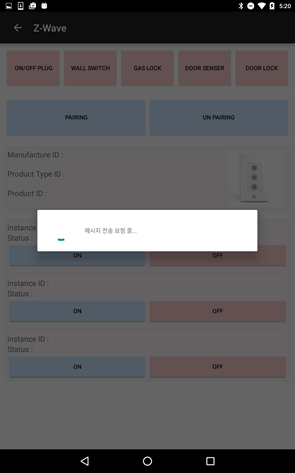 5:20
Z-Wave
ON/OFF PLUG WALL SWITCH GAS LOCK DOOR SENSER DOOR LOCK
PAIRING UN PAIRING
Manufacture ID :
Product Type ID :
Product ID :
메시지 전송 요청 중...
instance ID :
Status :
ON OFF
instance ID :
Status :
ON OFF
instance ID :
Status :
ON OFF